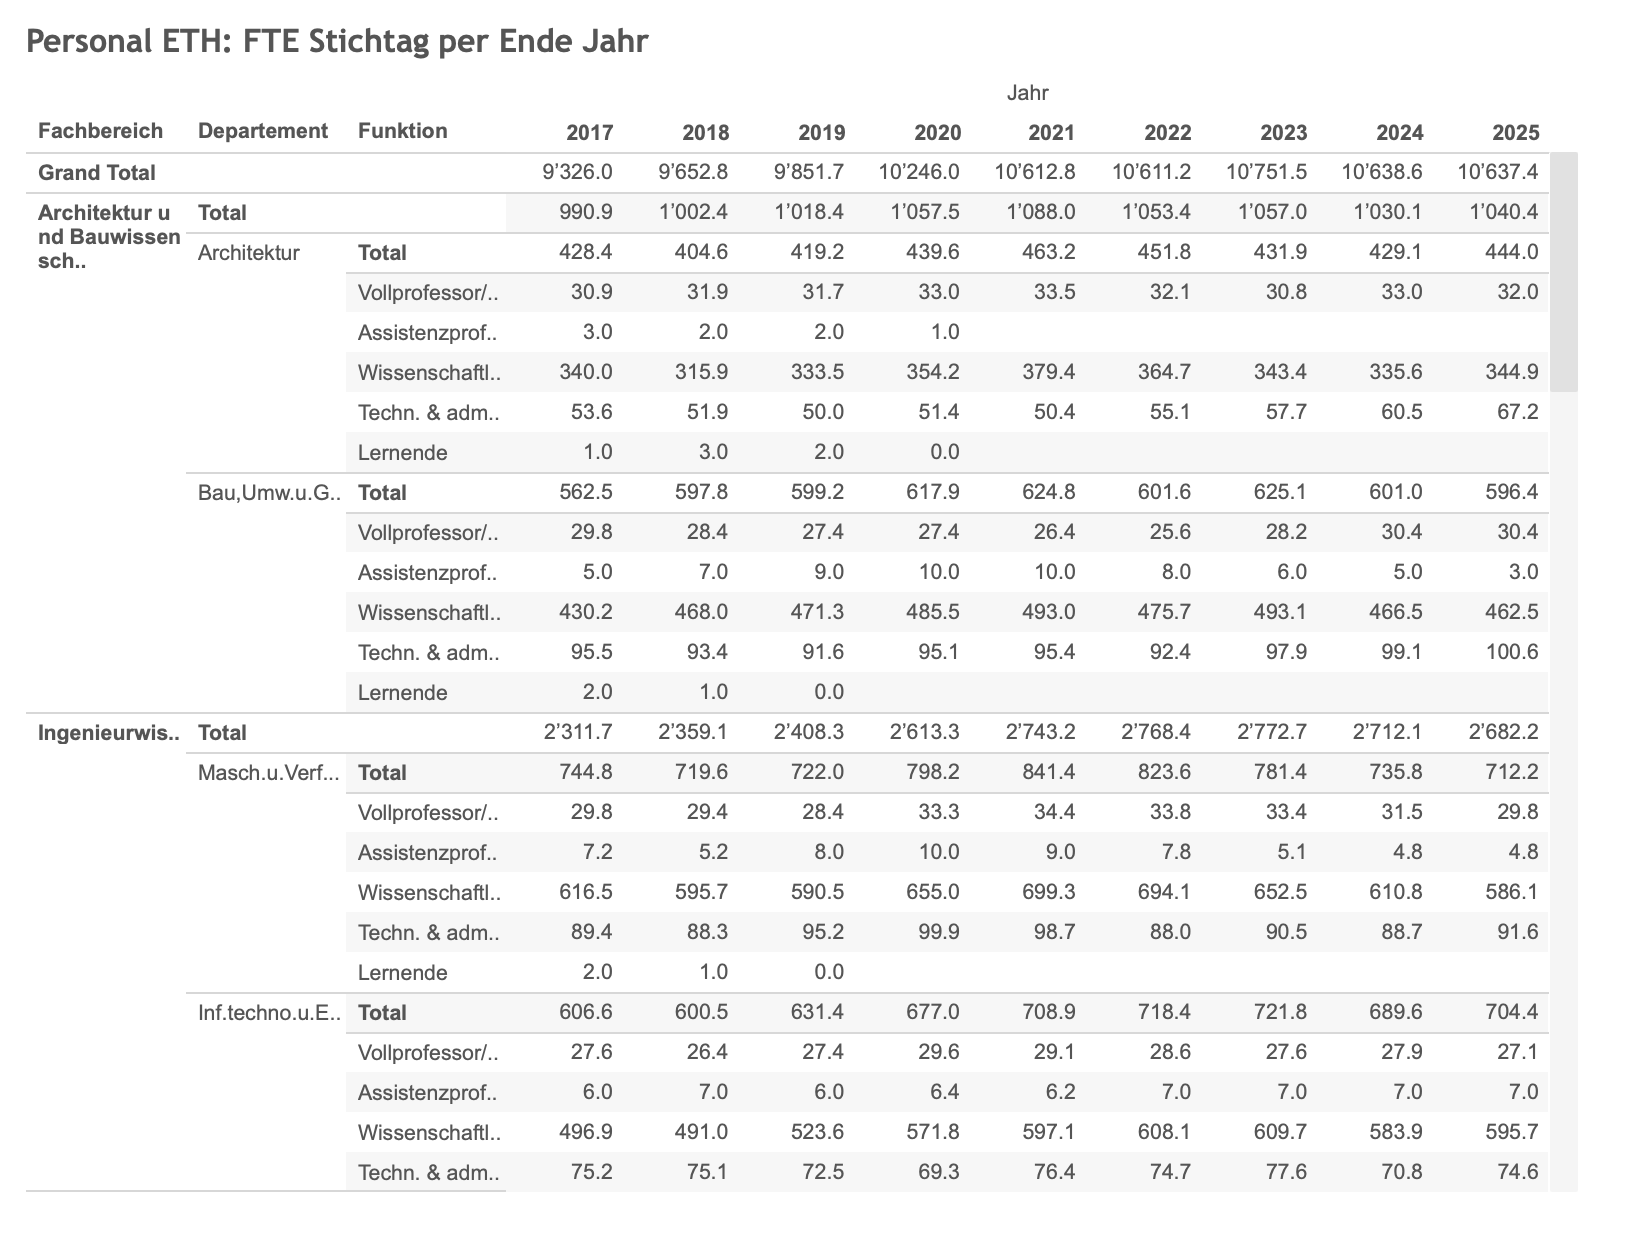 Personal ETH: FTE Stichtag per Ende Jahr
Jahr
Fachbereich Departement Funktion 2017 2018 2019 2020 2021 2022 2023 2024 2025
Grand Total 9’326.0 9’652.8 9’851.7 10’246.0 10’612.8 10’611.2 10’751.5 10’638.6 10’637.4
Architektur u Total 990.9 1’002.4 1’018.4 1’057.5 1’088.0 1’053.4 1’057.0 1’030.1 1’040.4
nd Bauwissen
sch.. Architektur Total 428.4 404.6 419.2 439.6 463.2 451.8 431.9 429.1 444.0
Vollprofessor/.. 30.9 31.9 31.7 33.0 33.5 32.1 30.8 33.0 32.0
Assistenzprof.. 3.0 2.0 2.0 1.0
Wissenschaftl.. 340.0 315.9 333.5 354.2 379.4 364.7 343.4 335.6 344.9
Techn. & adm.. 53.6 51.9 50.0 51.4 50.4 55.1 57.7 60.5 67.2
Lernende 1.0 3.0 2.0 0.0
Bau,Umw.u.G.. Total 562.5 597.8 599.2 617.9 624.8 601.6 625.1 601.0 596.4
Vollprofessor/.. 29.8 28.4 27.4 27.4 26.4 25.6 28.2 30.4 30.4
Assistenzprof.. 5.0 7.0 9.0 10.0 10.0 8.0 6.0 5.0 3.0
Wissenschaftl.. 430.2 468.0 471.3 485.5 493.0 475.7 493.1 466.5 462.5
Techn. & adm.. 95.5 93.4 91.6 95.1 95.4 92.4 97.9 99.1 100.6
Lernende 2.0 1.0 0.0
Ingenieurwis.. Total 2’311.7 2’359.1 2’408.3 2’613.3 2’743.2 2’768.4 2’772.7 2’712.1 2’682.2
Masch.u.Verf... Total 744.8 719.6 722.0 798.2 841.4 823.6 781.4 735.8 712.2
Vollprofessor/.. 29.8 29.4 28.4 33.3 34.4 33.8 33.4 31.5 29.8
Assistenzprof.. 7.2 5.2 8.0 10.0 9.0 7.8 5.1 4.8 4.8
Wissenschaftl.. 616.5 595.7 590.5 655.0 699.3 694.1 652.5 610.8 586.1
Techn. & adm.. 89.4 88.3 95.2 99.9 98.7 88.0 90.5 88.7 91.6
Lernende 2.0 1.0 0.0
Inf.techno.u.E.. Total 606.6 600.5 631.4 677.0 708.9 718.4 721.8 689.6 704.4
Vollprofessor/.. 27.6 26.4 27.4 29.6 29.1 28.6 27.6 27.9 27.1
Assistenzprof.. 6.0 7.0 6.0 6.4 6.2 7.0 7.0 7.0 7.0
Wissenschaftl.. 496.9 491.0 523.6 571.8 597.1 608.1 609.7 583.9 595.7
Techn. & adm.. 75.2 75.1 72.5 69.3 76.4 74.7 77.6 70.8 74.6